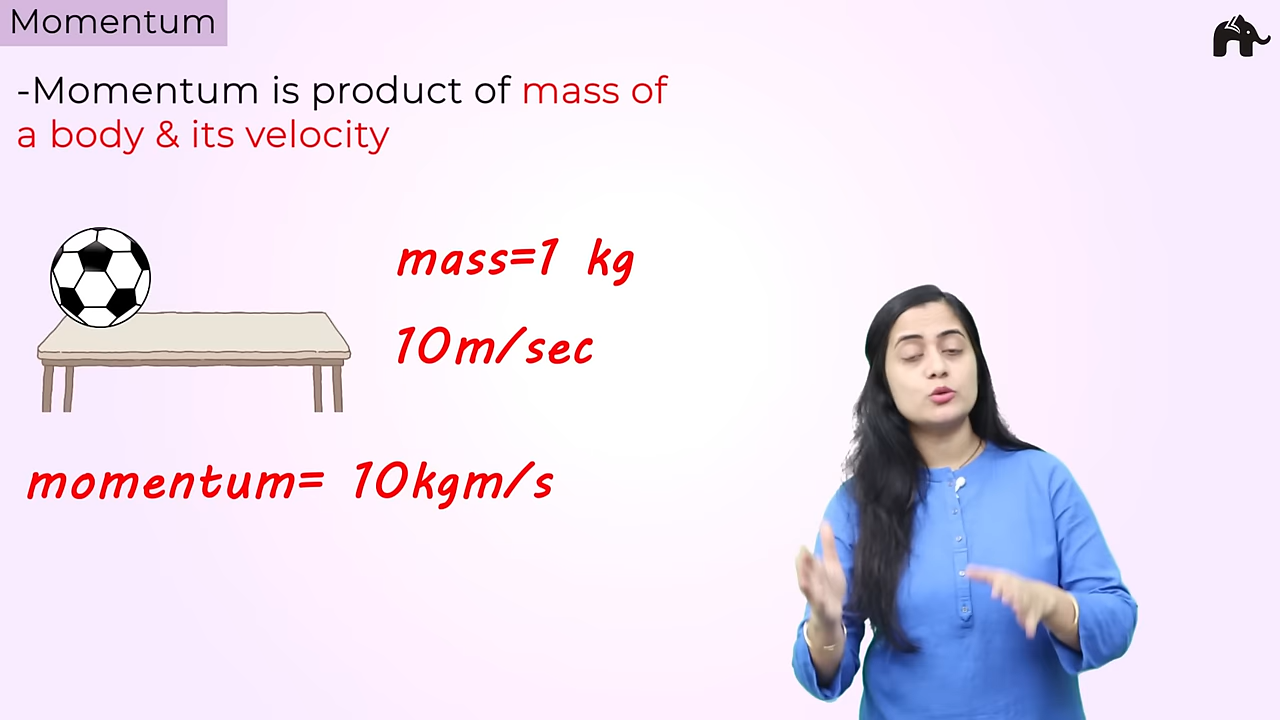 Momentum
-Momentum is product of mass of
a body & its velocity
mass=1 kg
10m/sec
momentum= 10kgm/s